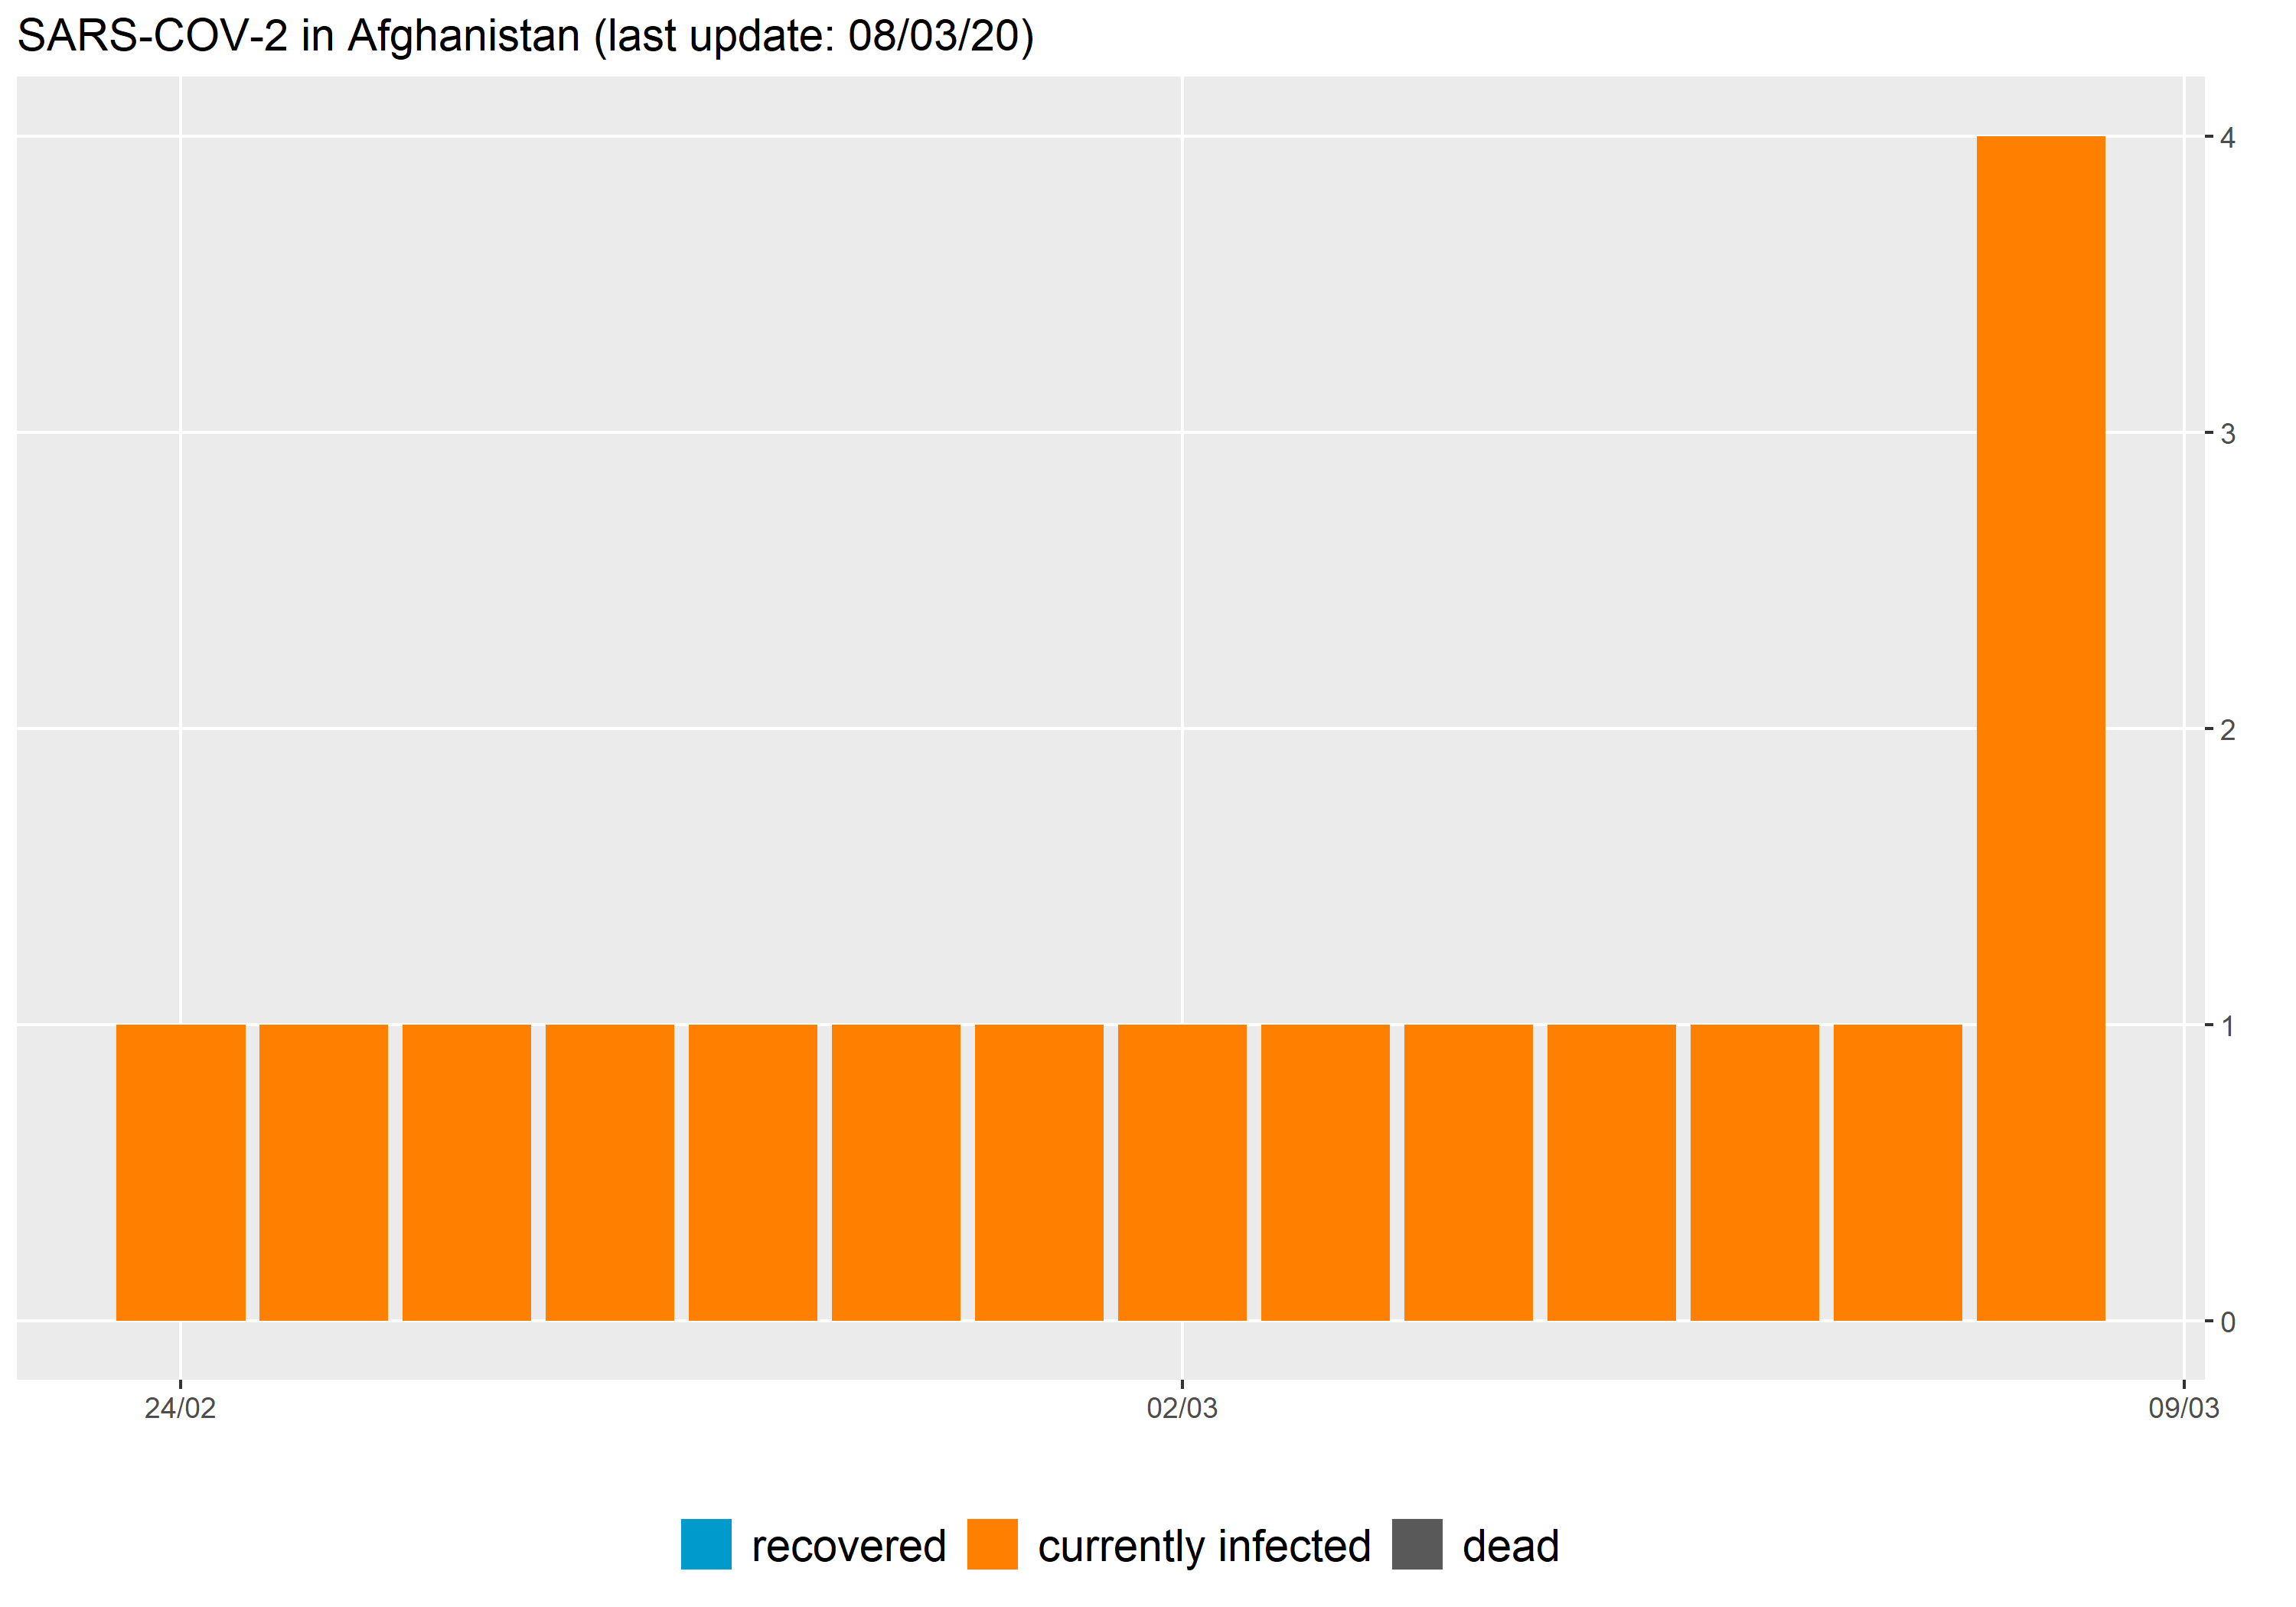 SARS-COV-2 in Afghanistan (last update: 08/03/20)
4
3
2
1
0
24/02 02/03 09/03
recovered currently infected dead